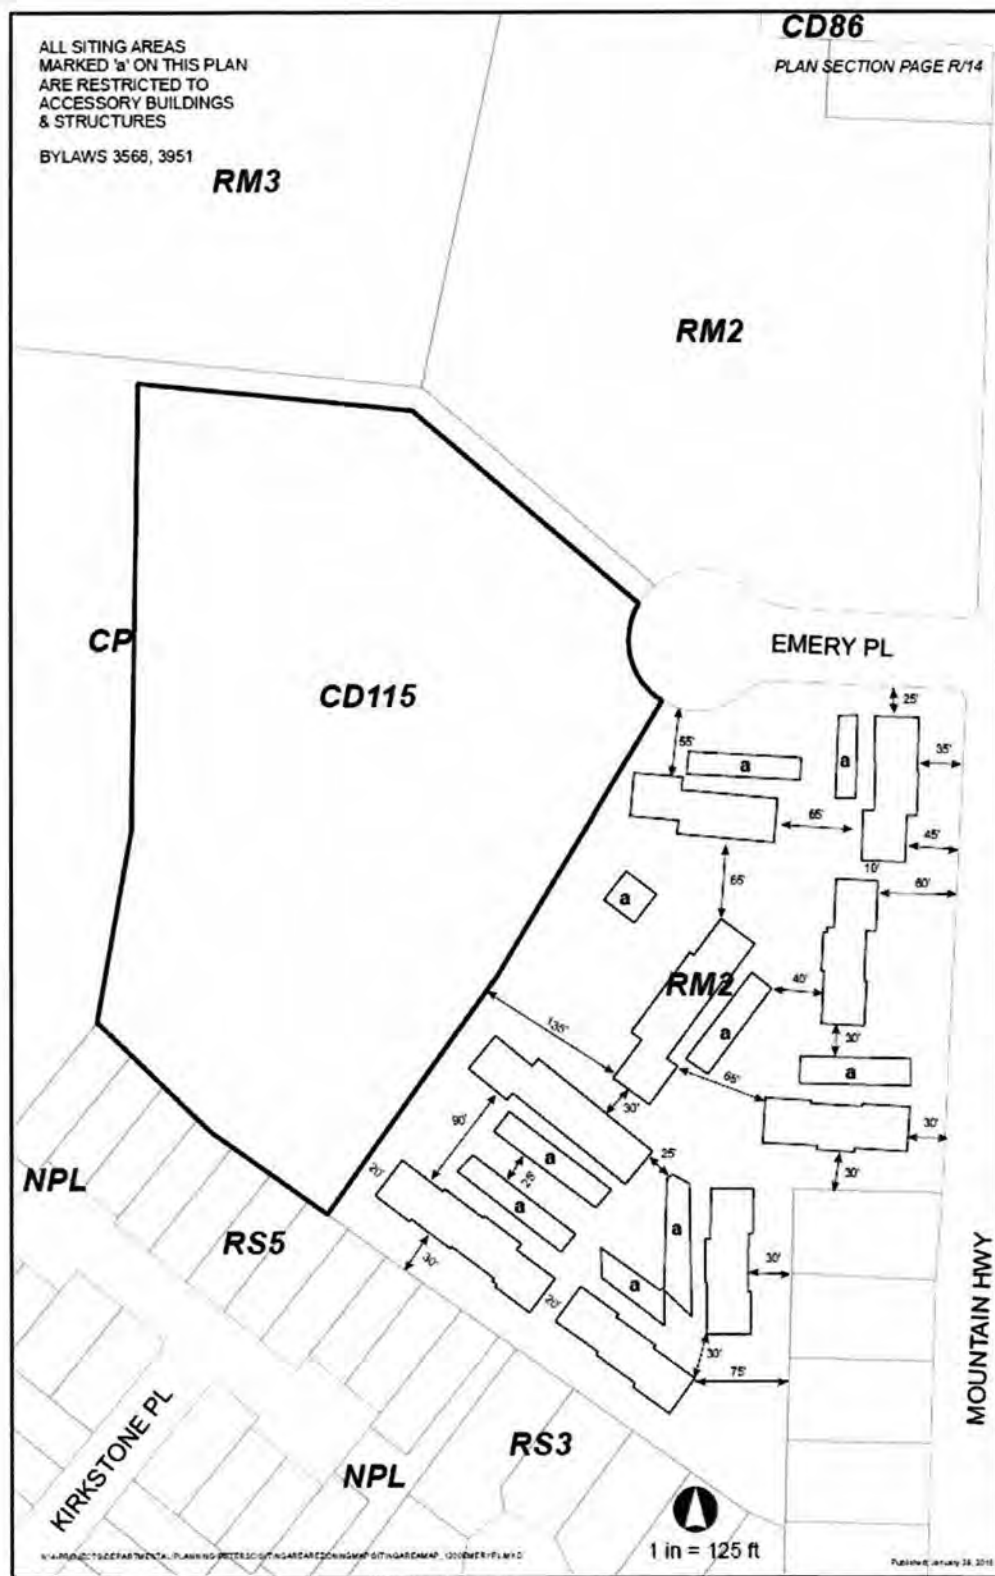 ALL SITING AREAS
MARKED 'a' ON THIS PLAN
ARE RESTRICTED TO
ACCESSORY BUILDINGS
& STRUCTURES
BYLAWS 3568, 3951
CD86
PLAN SECTION PAGE R/14
RM3
RM2
CP
CD115
EMERY PL
25'
55'
a
a
35'
65'
45'
10'
60'
65'
a
RM2
40'
a
135'
30'
a
65'
30'
90'
30'
a
25'
30'
20'
25'
a
a
NPL
RS5
30'
a
30'
20'
30'
75'
MOUNTAIN HWY
KIRKSTONE PL
RS3
NPL
1 in = 125 ft